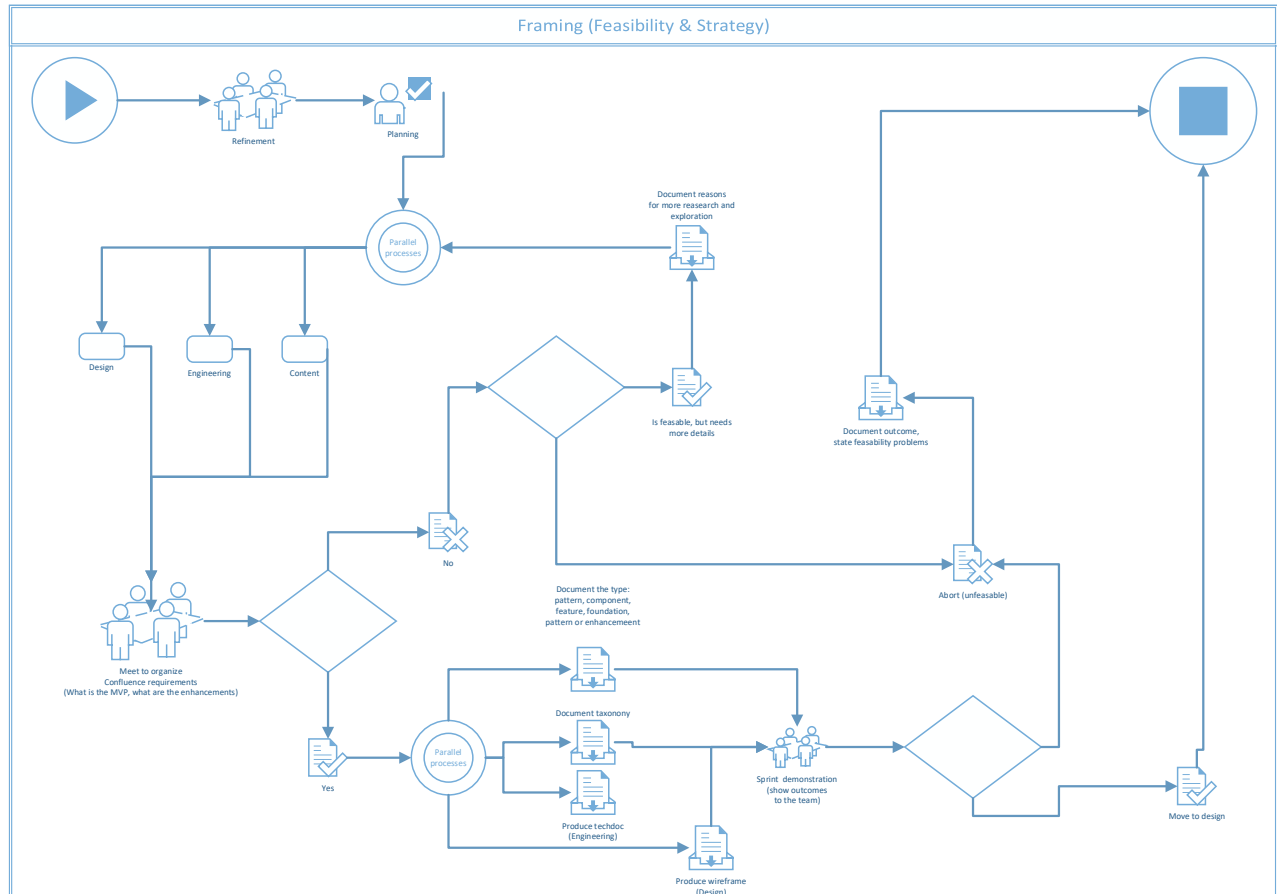 Framing (Feasibility & Strategy)
Refinement
Planning
Parallel
processes
Document reasons
for more reasearch and
exploration
Design
Engineering
Content
Is feasable, but needs
more details
Document outcome,
state feasability problems
No
Abort (unfeasable)
Document the type:
pattern, component,
feature, foundation,
pattern or enhancemeent
Meet to organize
Confluence requirements
(What is the MVP, what are the enhancements)
Yes
Parallel
processes
Document taxonony
Produce techdoc
(Engineering)
Sprint demonstration
(show outcomes
to the team)
Move to design
Produce wireframe
(Design)